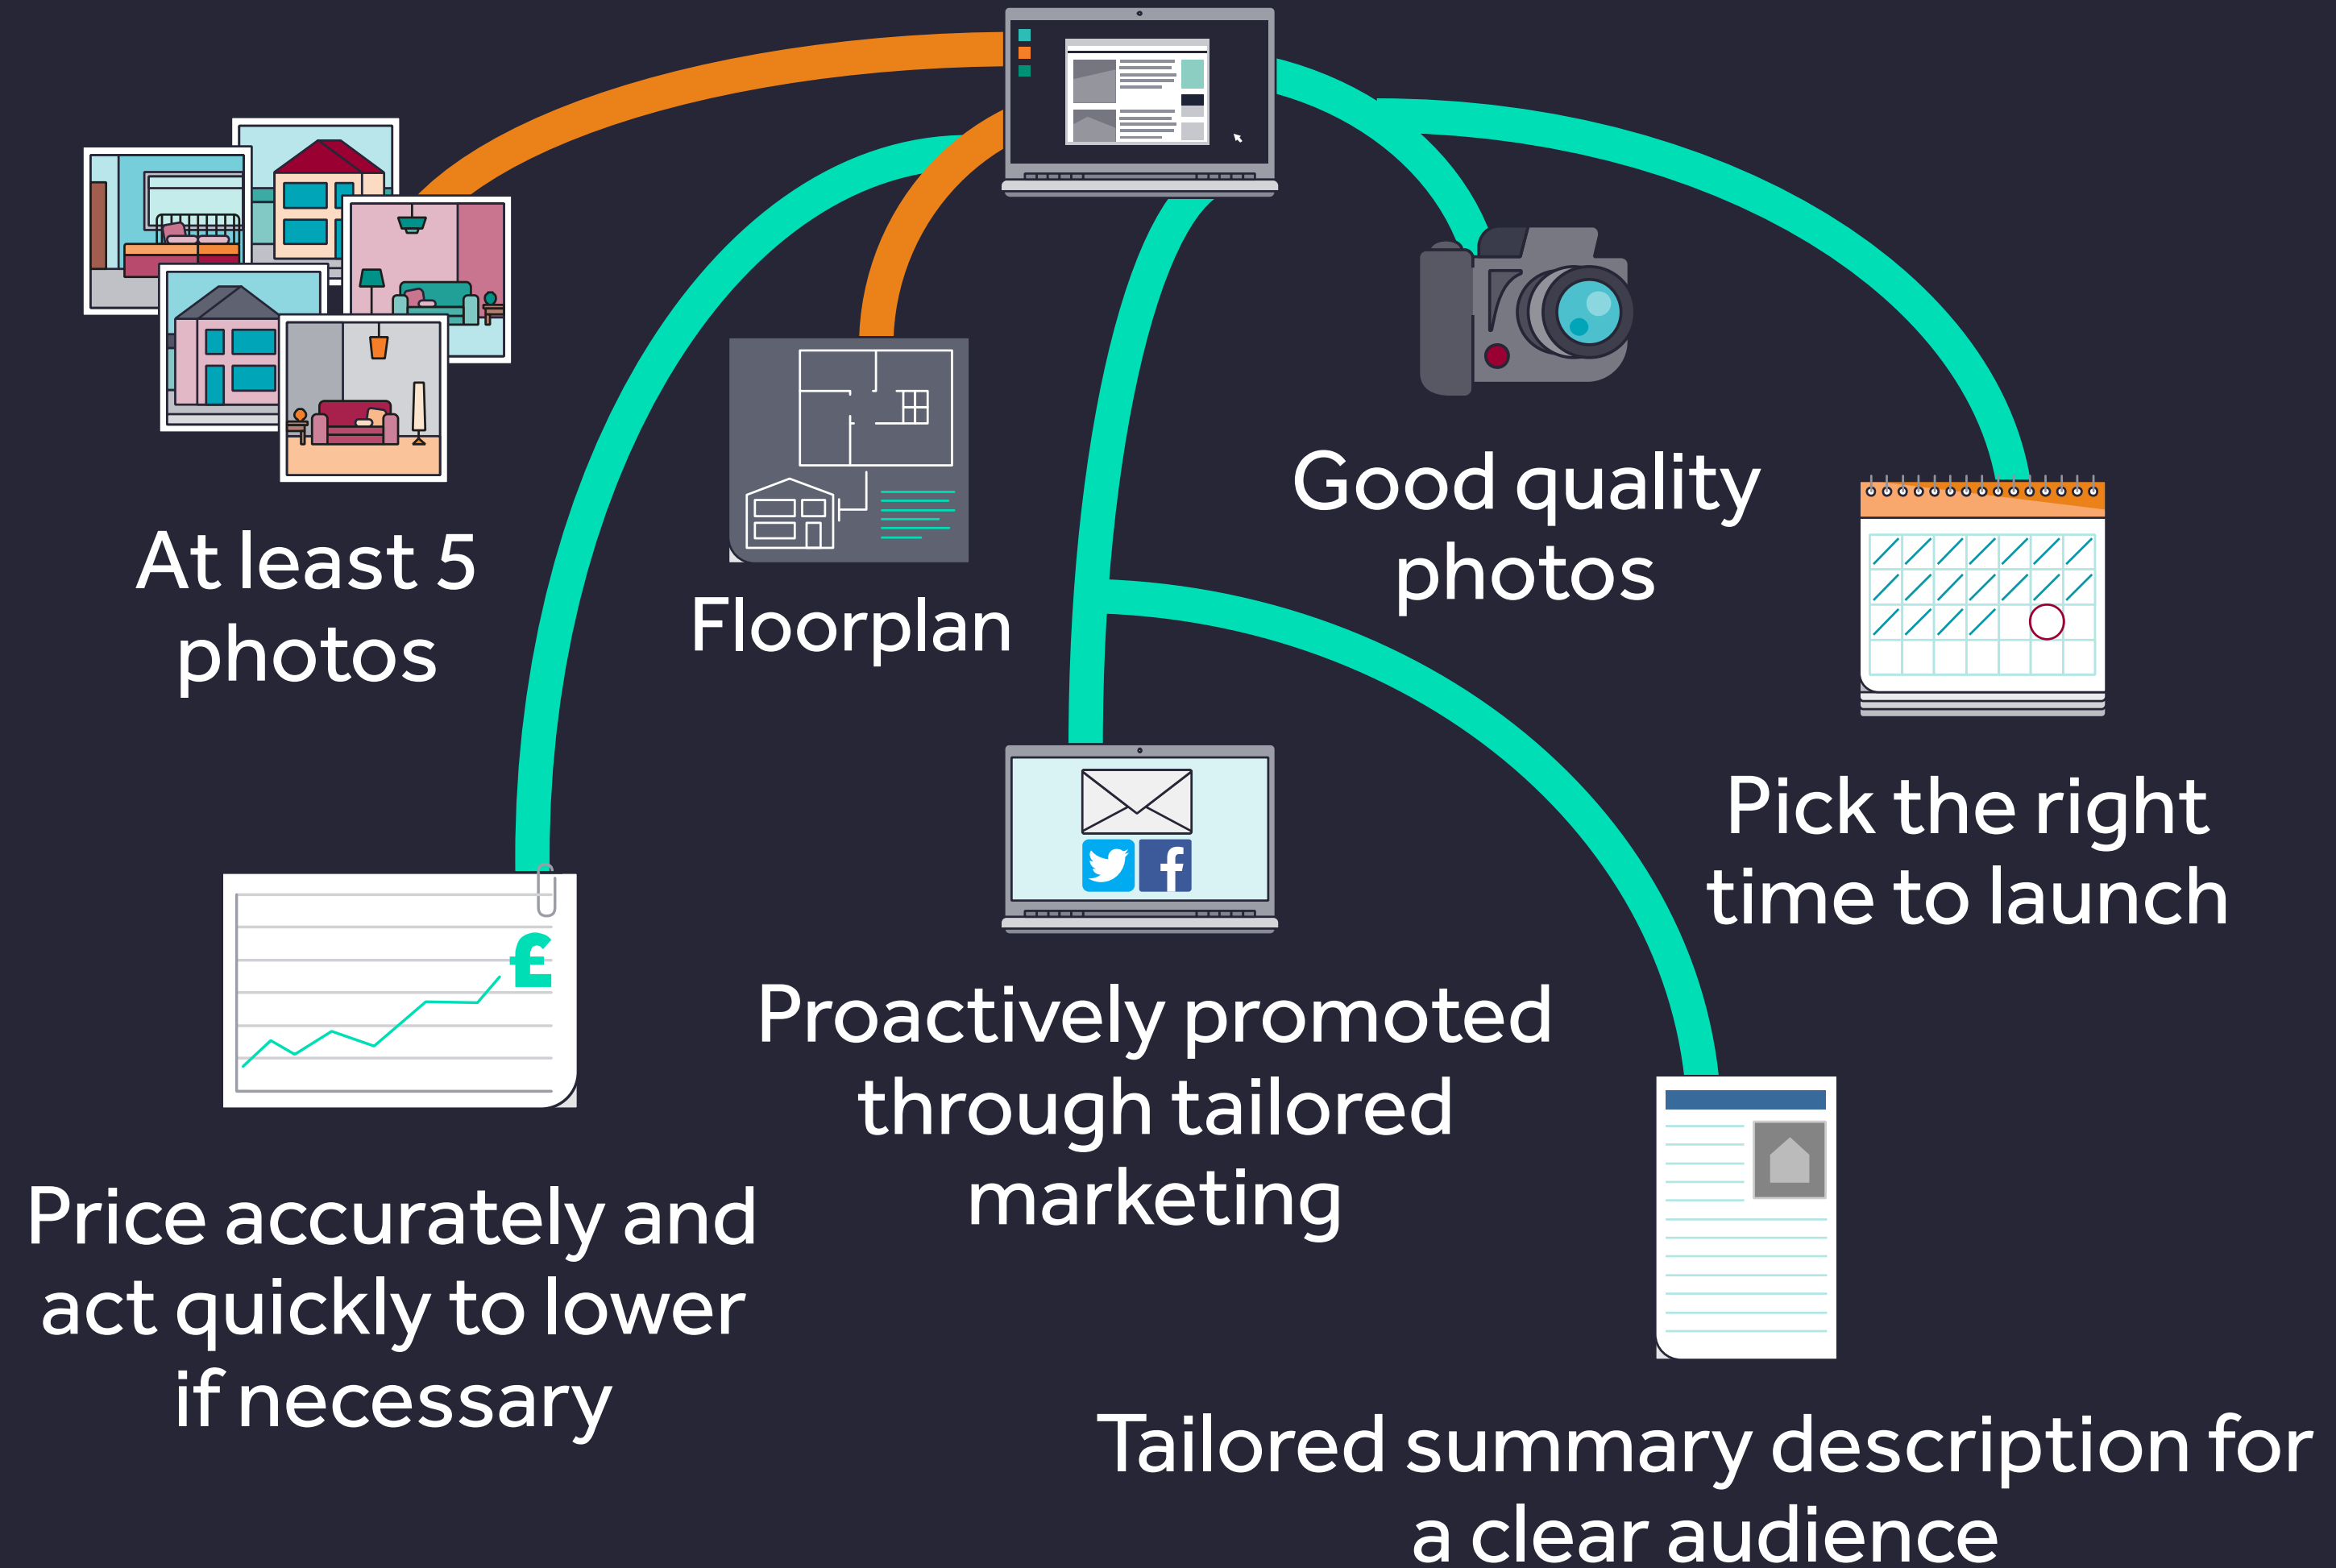 At least 5
photos
Floorplan
Good quality
photos
Pick the right
time to launch
£
Price accurately and
act quickly to lower
if necessary
Proactively promoted
through tailored
marketing
Tailored summary description for
a clear audience